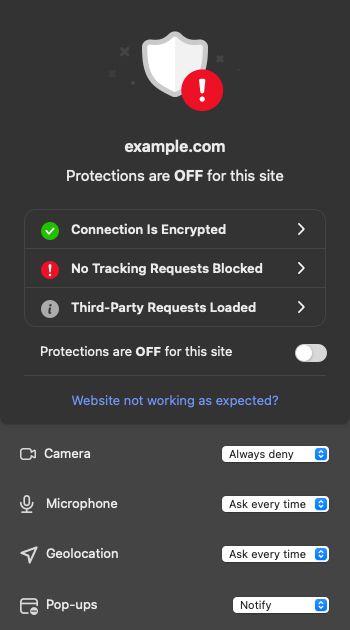 example.com
Protections are OFF for this site
Connection Is Encrypted
No Tracking Requests Blocked
Third-Party Requests Loaded
Protections are OFF for this site
Website not working as expected?
Camera Always deny
Microphone Ask every time
Geolocation Ask every time
Pop-ups Notify